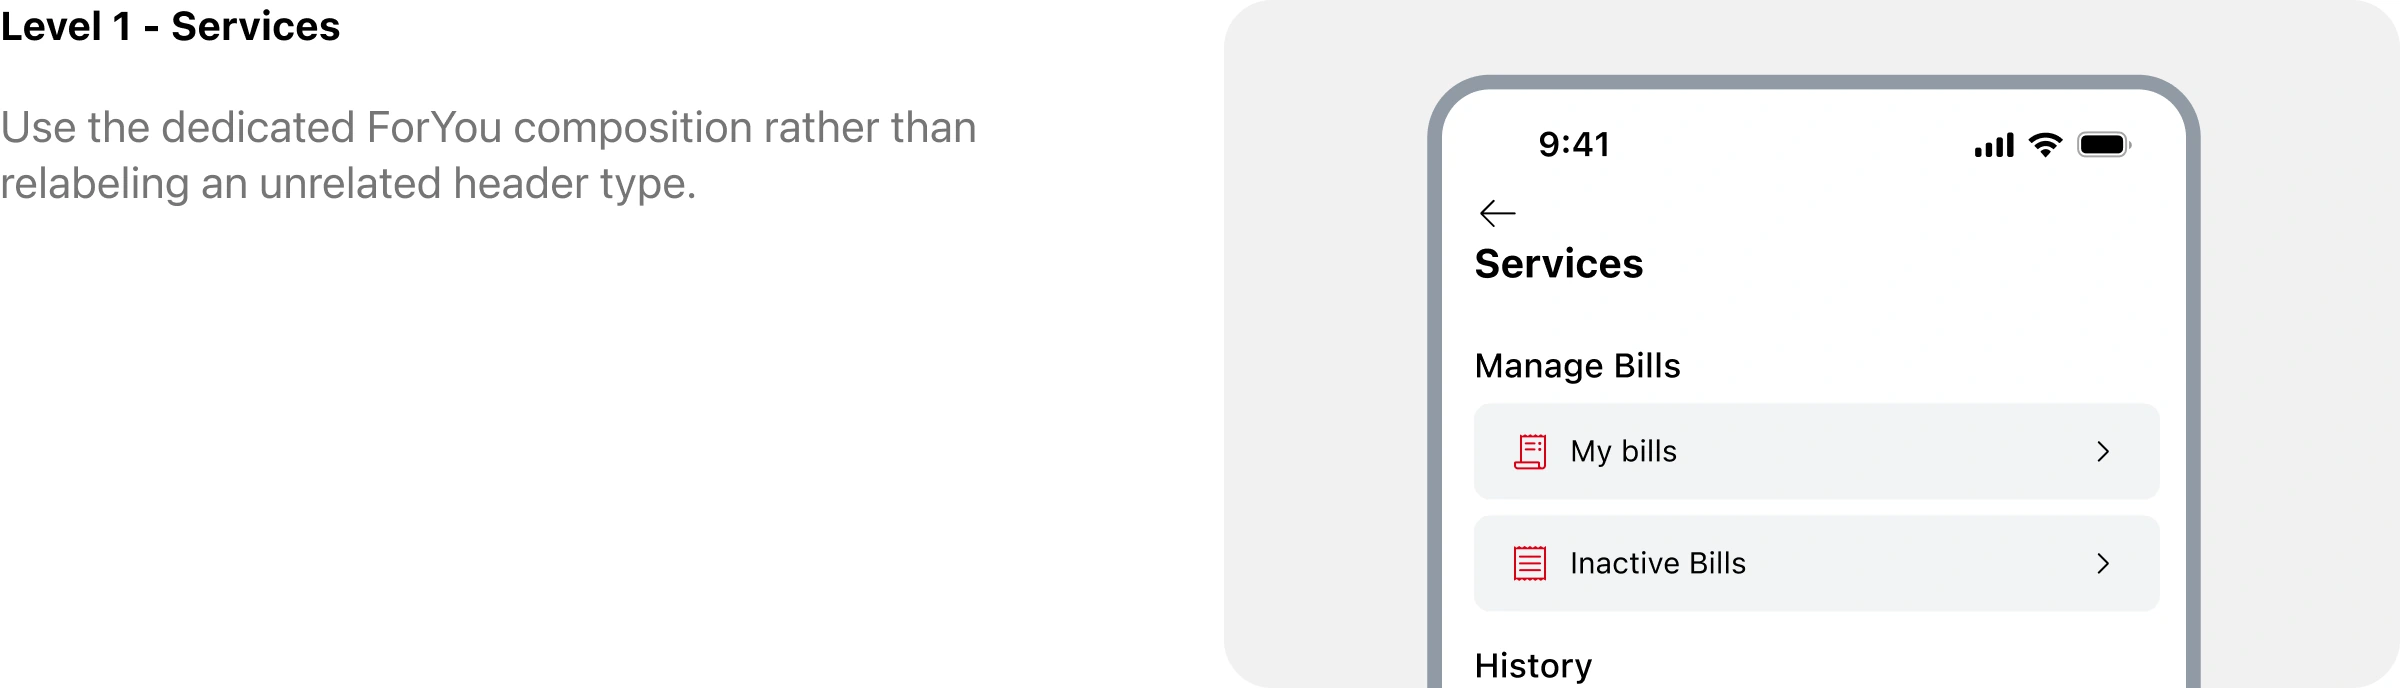 Level 1 - Services
Use the dedicated ForYou composition rather than
relabeling an unrelated header type.
9:41
Services
Manage Bills
My bills
Inactive Bills
History